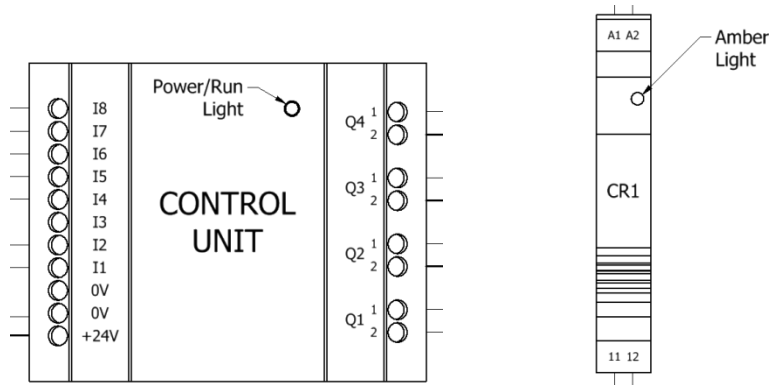 Power/Run
Light
I8
I7
I6
I5
I4
I3
I2
I1
0V
0V
+24V
CONTROL
UNIT
Q4 1
2
Q3 1
2
Q2 1
2
Q1 1
2
A1 A2
Amber
Light
CR1
11 12